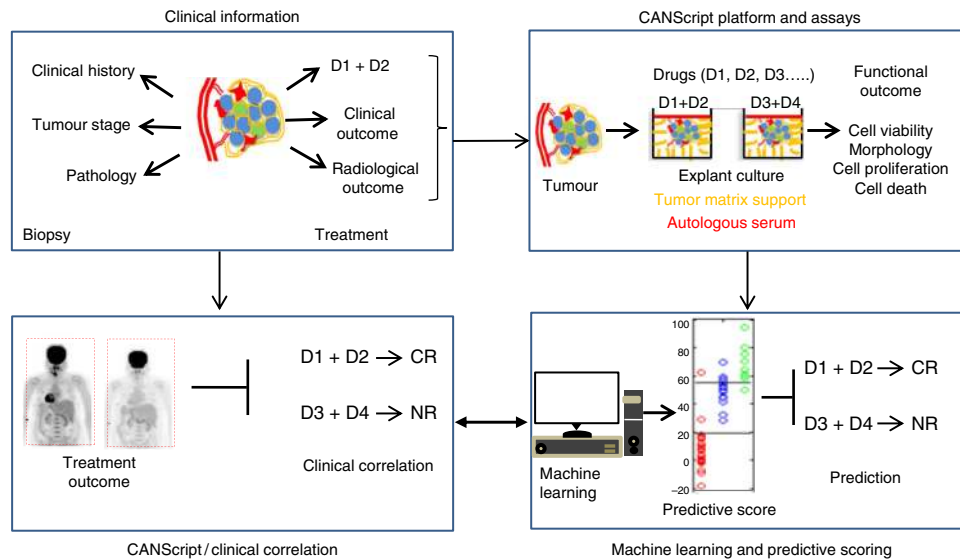 Clinical information
Clinical history
Tumour stage
Pathology
D1 + D2
Clinical
outcome
Radiological
outcome
Biopsy
Treatment
CANScript platform and assays
Drugs (D1, D2, D3.....)
D1+D2
D3+D4
Tumour
Explant culture
Tumor matrix support
Autologous serum
Functional
outcome
Cell viability
Morphology
Cell proliferation
Cell death
Treatment
outcome
D1 + D2
CR
D3 + D4
NR
Clinical correlation
CANScript / clinical correlation
Machine
learning
100
80
60
40
20
0
−20
Predictive score
D1 + D2
CR
D3 + D4
NR
Prediction
Machine learning and predictive scoring